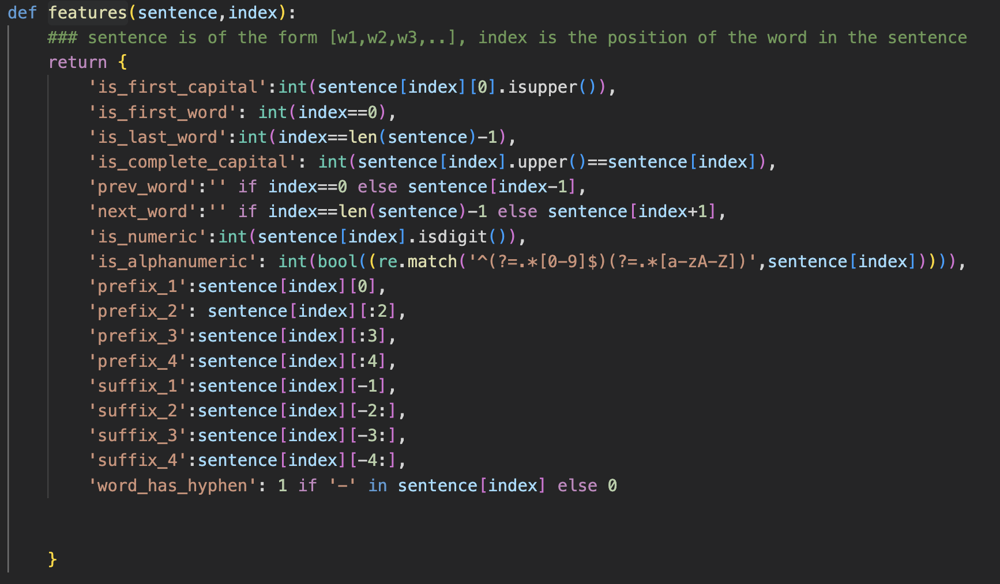 def features(sentence,index):
    ### sentence is of the form [w1,w2,w3,..], index is the position of the word in the sentence
    return {
        'is_first_capital':int(sentence[index][0].isupper()),
        'is_first_word': int(index==0),
        'is_last_word':int(index==len(sentence)-1),
        'is_complete_capital': int(sentence[index].upper()==sentence[index]),
        'prev_word':'' if index==0 else sentence[index-1],
        'next_word':'' if index==len(sentence)-1 else sentence[index+1],
        'is_numeric':int(sentence[index].isdigit()),
        'is_alphanumeric': int(bool((re.match('^(?=.*[0-9]$)(?=.*[a-zA-Z])',sentence[index])))),
        'prefix_1':sentence[index][0],
        'prefix_2': sentence[index][:2],
        'prefix_3':sentence[index][:3],
        'prefix_4':sentence[index][:4],
        'suffix_1':sentence[index][-1],
        'suffix_2':sentence[index][-2:],
        'suffix_3':sentence[index][-3:],
        'suffix_4':sentence[index][-4:],
        'word_has_hyphen': 1 if '-' in sentence[index] else 0
    }